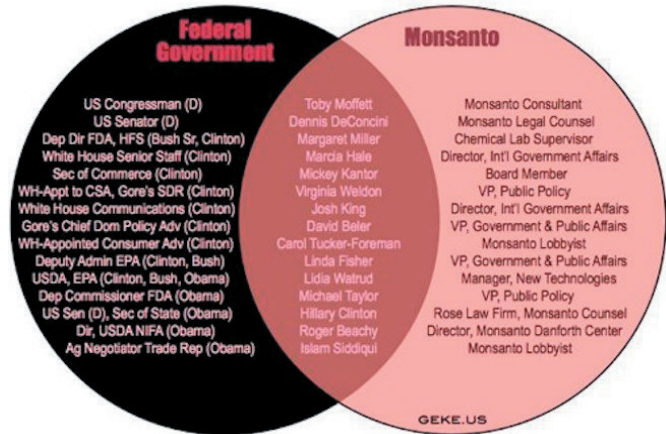 Federal Monsanto
Government
US Congressman (D) Toby Moffett Monsanto Consultant
US Senator (D) Dennis DeConcini Monsanto Legal Counsel
Dep Dir FDA, HFS (Bush Sr, Clinton) Margaret Miller Chemical Lab Supervisor
White House Senior Staff (Clinton) Marcia Hale Director, Int'l Government Affairs
Sec of Commerce (Clinton) Mickey Kantor Board Member
WH-Appt to CSA, Gore's SDR (Clinton) Virginia Weldon VP, Public Policy
White House Communications (Clinton) Josh King Director, Int'l Government Affairs
Gore's Chief Dom Policy Adv (Clinton) David Beler VP, Government & Public Affairs
WH-Appointed Consumer Adv (Clinton) Carol Tucker-Foreman Monsanto Lobbyist
Deputy Admin EPA (Clinton, Bush) Linda Fisher VP, Government & Public Affairs
USDA, EPA (Clinton, Bush, Obama) Lidia Watrud Manager, New Technologies
Dep Commissioner FDA (Obama) Michael Taylor VP, Public Policy
US Sen (D), Sec of State (Obama) Hillary Clinton Rose Law Firm, Monsanto Counsel
Dir, USDA NIFA (Obama) Roger Beachy Director, Monsanto Danforth Center
Ag Negotiator Trade Rep (Obama) Islam Siddiqui Monsanto Lobbyist
GEKE.US